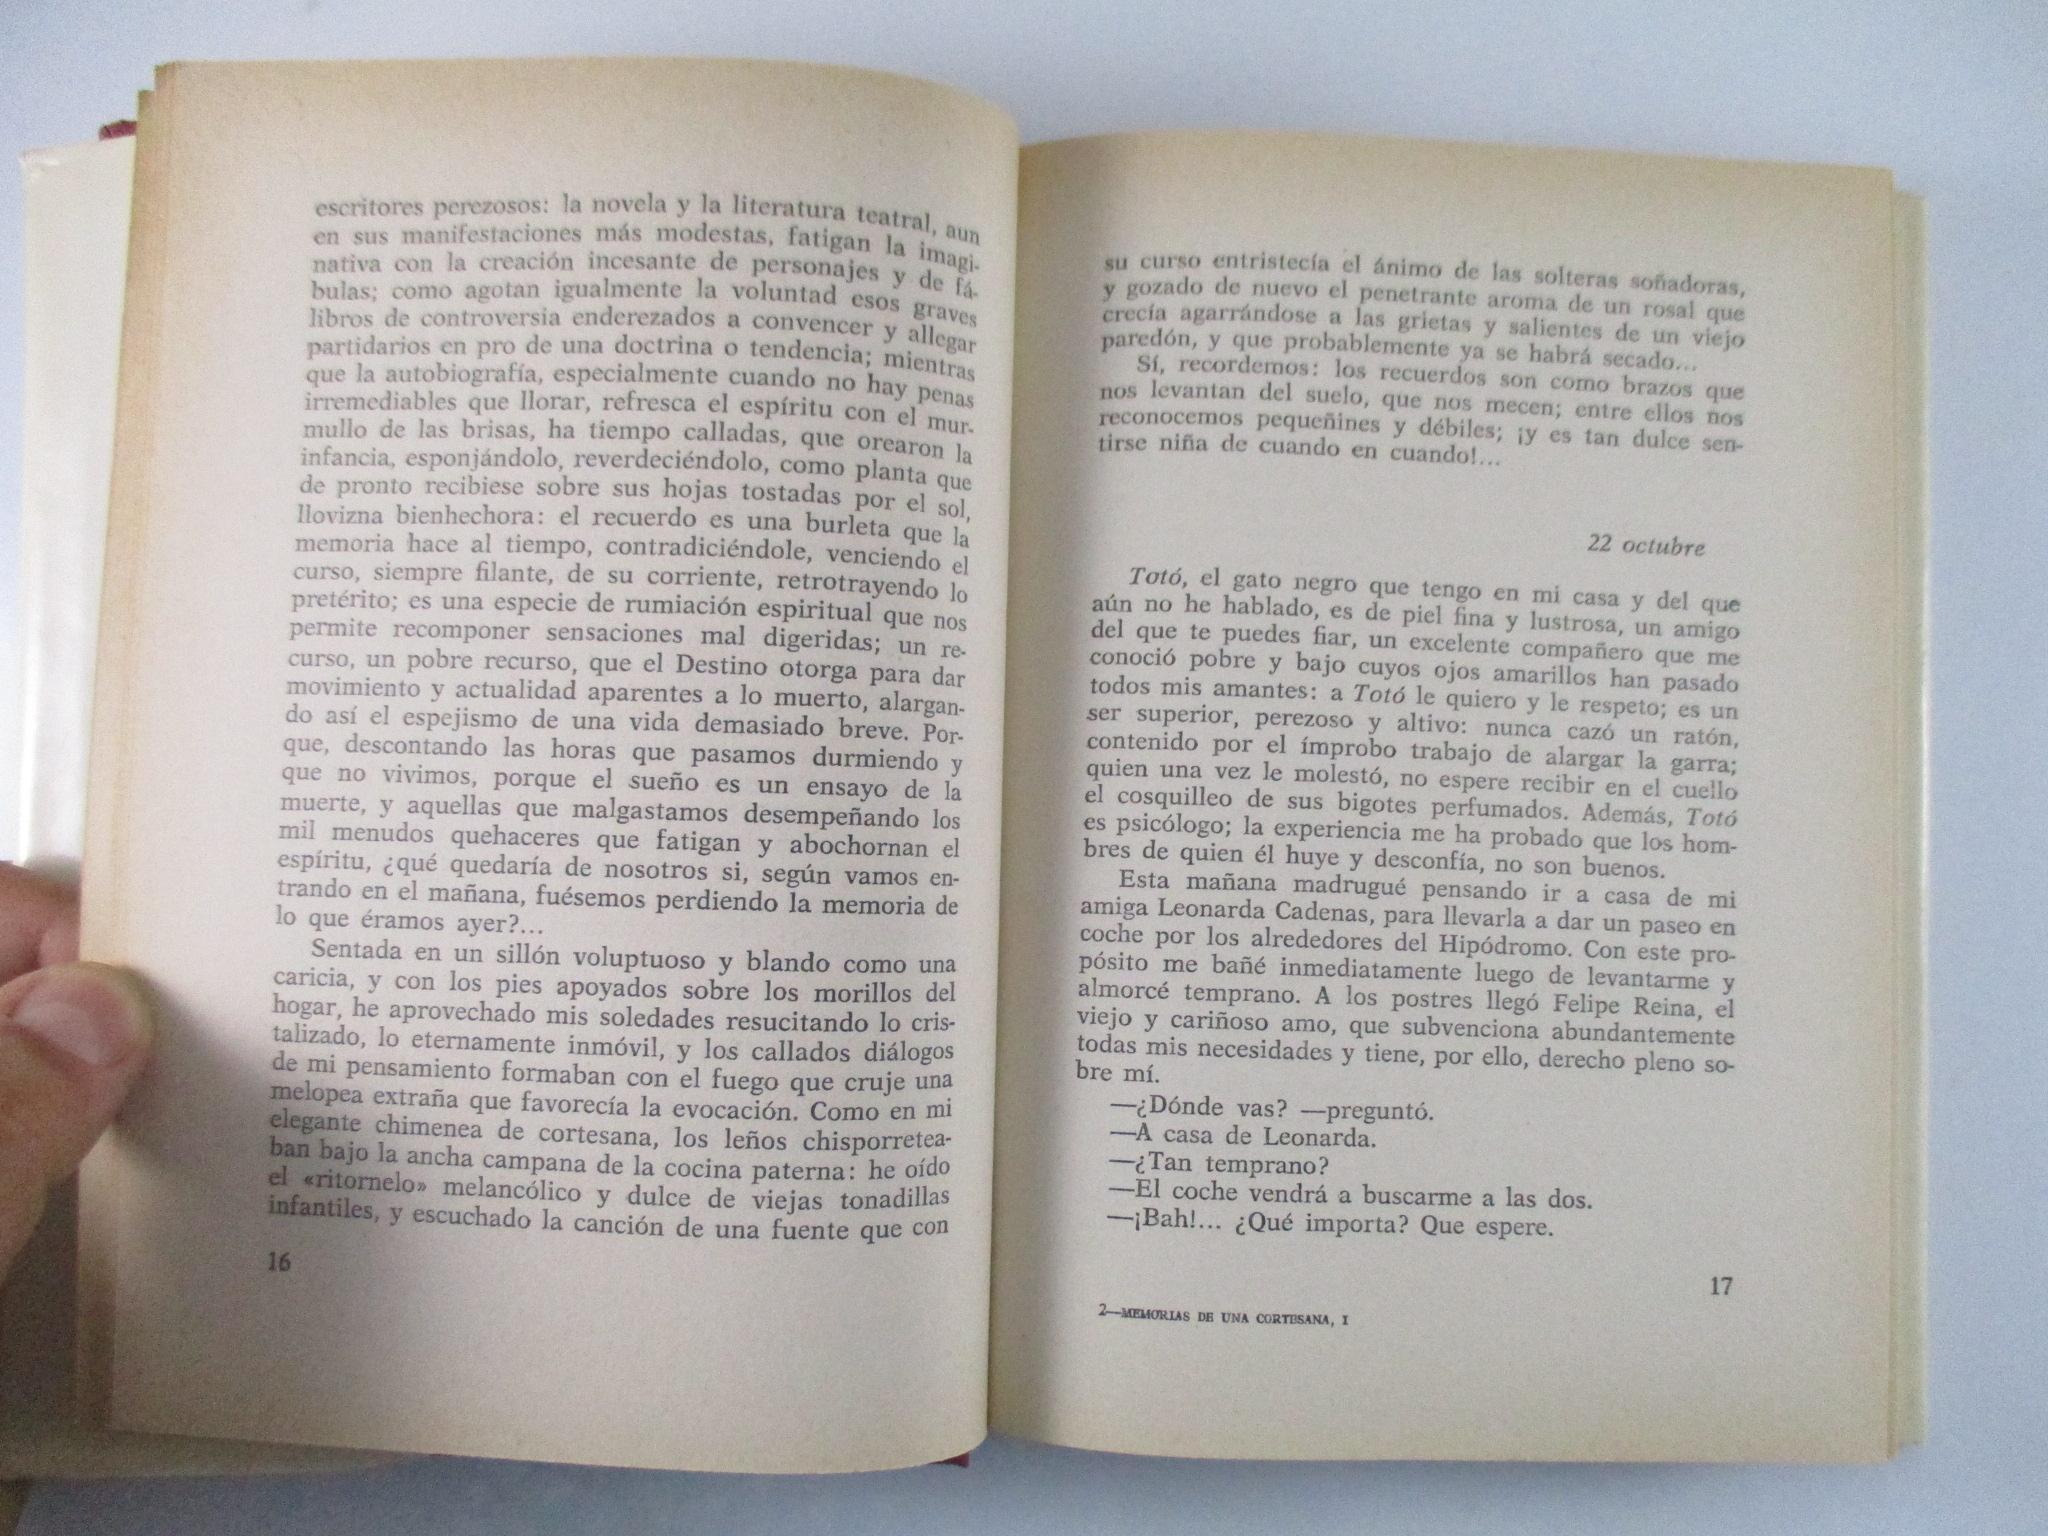 escritores perezosos: la novela y la literatura teatral, aun
en sus manifestaciones más modestas, fatigan la imagi-
nativa con la creación incesante de personajes y de fá-
bulas; como agotan igualmente la voluntad esos graves
libros de controversia enderezados a convencer y allegar
partidarios en pro de una doctrina o tendencia; mientras
que la autobiografía, especialmente cuando no hay penas
irremediables que llorar, refresca el espíritu con el mur-
mullo de las brisas, ha tiempo calladas, que orearon la
infancia, esponjándolo, reverdeciéndolo, como planta que
de pronto recibiese sobre sus hojas tostadas por el sol,
llovizna bienhechora: el recuerdo es una burleta que la
memoria hace al tiempo, contradiciéndole, venciendo el
curso, siempre filante, de su corriente, retrotrayendo lo
pretérito; es una especie de rumiación espiritual que nos
permite recomponer sensaciones mal digeridas; un re-
curso, un pobre recurso, que el Destino otorga para dar
movimiento y actualidad aparentes a lo muerto, alargan-
do así el espejismo de una vida demasiado breve. Por-
que, descontando las horas que pasamos durmiendo y
que no vivimos, porque el sueño es un ensayo de la
muerte, y aquellas que malgastamos desempeñando los
mil menudos quehaceres que fatigan y abochornan el
espíritu, ¿qué quedaría de nosotros si, según vamos en-
trando en el mañana, fuésemos perdiendo la memoria de
lo que éramos ayer?...
Sentada en un sillón voluptuoso y blando como una
caricia, y con los pies apoyados sobre los morillos del
hogar, he aprovechado mis soledades resucitando lo cris-
talizado, lo eternamente inmóvil, y los callados diálogos
de mi pensamiento formaban con el fuego que cruje una
melopea extraña que favorecía la evocación. Como en mi
elegante chimenea de cortesana, los leños chisporretea-
ban bajo la ancha campana de la cocina paterna: he oído
el «ritornelo» melancólico y dulce de viejas tonadillas
infantiles, y escuchado la canción de una fuente que con
16
su curso entristecía el ánimo de las solteras soñadoras,
y gozado de nuevo el penetrante aroma de un rosal que
crecía agarrándose a las grietas y salientes de un viejo
paredón, y que probablemente ya se habrá secado...
Sí, recordemos: los recuerdos son como brazos que
nos levantan del suelo, que nos mecen; entre ellos nos
reconocemos pequeñines y débiles; ¡y es tan dulce sen-
tirse niña de cuando en cuando!...
22 octubre
Totó, el gato negro que tengo en mi casa y del que
aún no he hablado, es de piel fina y lustrosa, un amigo
del que te puedes fiar, un excelente compañero que me
conoció pobre y bajo cuyos ojos amarillos han pasado
todos mis amantes: a Totó le quiero y le respeto; es un
ser superior, perezoso y altivo: nunca cazó un ratón,
contenido por el ímprobo trabajo de alargar la garra;
quien una vez le molestó, no espere recibir en el cuello
el cosquilleo de sus bigotes perfumados. Además, Totó
es psicólogo; la experiencia me ha probado que los hom-
bres de quien él huye y desconfía, no son buenos.
Esta mañana madrugué pensando ir a casa de mi
amiga Leonarda Cadenas, para llevarla a dar un paseo en
coche por los alrededores del Hipódromo. Con este pro-
pósito me bañé inmediatamente luego de levantarme y
almorcé temprano. A los postres llegó Felipe Reina, el
viejo y cariñoso amo, que subvenciona abundantemente
todas mis necesidades y tiene, por ello, derecho pleno so-
bre mí.
—¿Dónde vas? —preguntó.
—A casa de Leonarda.
—¿Tan temprano?
—El coche vendrá a buscarme a las dos.
—¡Bah!... ¿Qué importa? Que espere.
17
2—MEMORIAS DE UNA CORTESANA, I